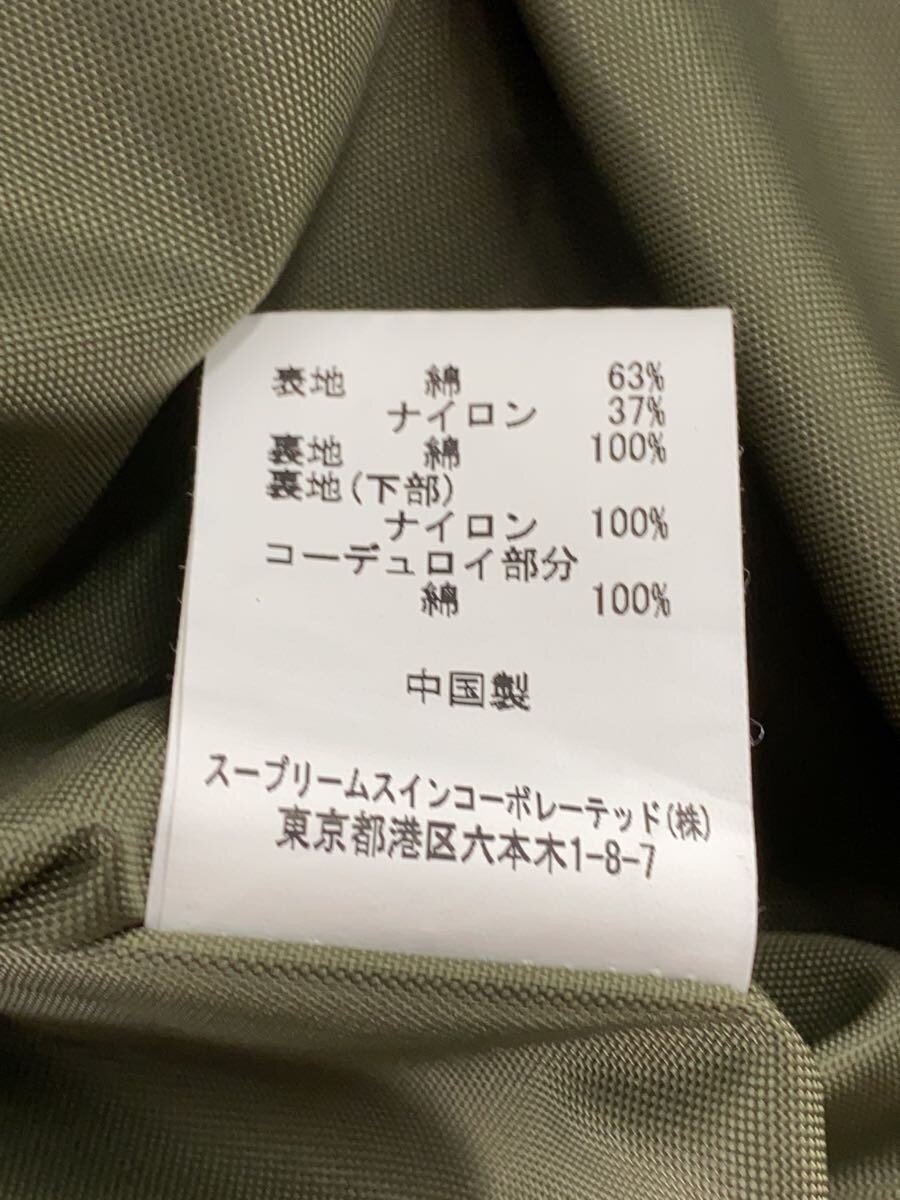 表地 綿 63%
ナイロン 37%
裏地 綿 100%
裏地(下部)
ナイロン 100%
コーデュロイ部分
綿 100%
中国製
スープリームスインコーポレーテッド(株)
東京都港区六本木1-8-7